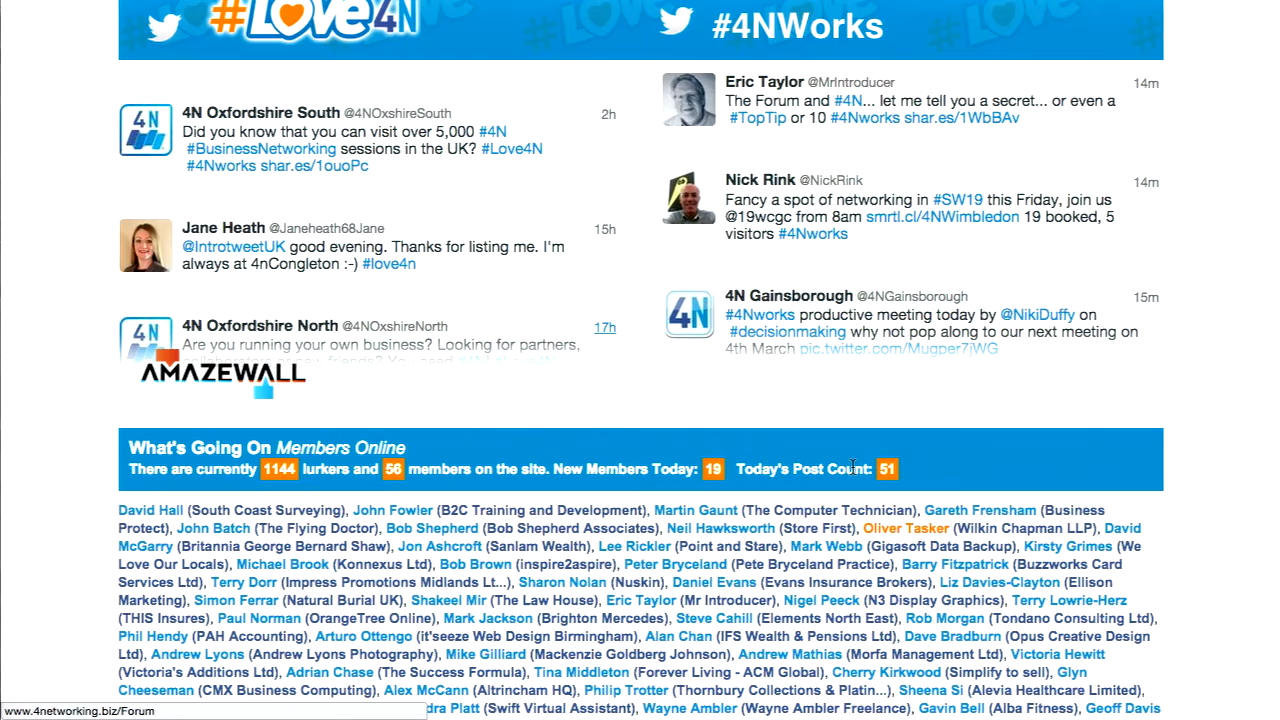 #Love4N
#4NWorks
4N Oxfordshire South @4NOxshireSouth 2h
Did you know that you can visit over 5,000 #4N
#BusinessNetworking sessions in the UK? #Love4N
#4Nworks shar.es/1ouoPc
Jane Heath @Janeheath68Jane 15h
@IntrotweetUK good evening. Thanks for listing me. I'm
always at 4nCongleton :-) #love4n
4N Oxfordshire North @4NOxshireNorth 17h
Are you running your own business? Looking for partners,
collaborators or new friends? You need #4N
AMAZEWALL
Eric Taylor @MrIntroducer 14m
The Forum and #4N... let me tell you a secret... or even a
#TopTip or 10 #4Nworks shar.es/1WbBAv
Nick Rink @NickRink 14m
Fancy a spot of networking in #SW19 this Friday, join us
@19wcgc from 8am smrtl.cl/4NWimbledon 19 booked, 5
visitors #4Nworks
4N Gainsborough @4NGainsborough 15m
#4Nworks productive meeting today by @NikiDuffy on
#decisionmaking why not pop along to our next meeting on
4th March pic.twitter.com/Mugper7jWG
What's Going On Members Online
There are currently 1144 lurkers and 56 members on the site. New Members Today: 19 Today's Post Count: 51
David Hall (South Coast Surveying), John Fowler (B2C Training and Development), Martin Gaunt (The Computer Technician), Gareth Frensham (Business
Protect), John Batch (The Flying Doctor), Bob Shepherd (Bob Shepherd Associates), Neil Hawksworth (Store First), Oliver Tasker (Wilkin Chapman LLP), David
McGarry (Britannia George Bernard Shaw), Jon Ashcroft (Sanlam Wealth), Lee Rickler (Point and Stare), Mark Webb (Gigasoft Data Backup), Kirsty Grimes (We
Love Our Locals), Michael Brook (Konnexus Ltd), Bob Brown (inspire2aspire), Peter Bryceland (Pete Bryceland Practice), Barry Fitzpatrick (Buzzworks Card
Services Ltd), Terry Dorr (Impress Promotions Midlands Lt...), Sharon Nolan (Nuskin), Daniel Evans (Evans Insurance Brokers), Liz Davies-Clayton (Ellison
Marketing), Simon Ferrar (Natural Burial UK), Shakeel Mir (The Law House), Eric Taylor (Mr Introducer), Nigel Peeck (N3 Display Graphics), Terry Lowrie-Herz
(THIS Insures), Paul Norman (OrangeTree Online), Mark Jackson (Brighton Mercedes), Steve Cahill (Elements North East), Rob Morgan (Tondano Consulting Ltd),
Phil Hendy (PAH Accounting), Arturo Ottengo (it'seeze Web Design Birmingham), Alan Chan (IFS Wealth & Pensions Ltd), Dave Bradburn (Opus Creative Design
Ltd), Andrew Lyons (Andrew Lyons Photography), Mike Gilliard (Mackenzie Goldberg Johnson), Andrew Mathias (Morfa Management Ltd), Victoria Hewitt
(Victoria's Additions Ltd), Adrian Chase (The Success Formula), Tina Middleton (Forever Living - ACM Global), Cherry Kirkwood (Simplify to sell), Glyn
Cheeseman (CMX Business Computing), Alex McCann (Altrincham HQ), Philip Trotter (Thornbury Collections & Platin...), Sheena Si (Alevia Healthcare Limited),
dra Platt (Swift Virtual Assistant), Wayne Ambler (Wayne Ambler Freelance), Gavin Bell (Alba Fitness), Geoff Davis
www.4networking.biz/Forum